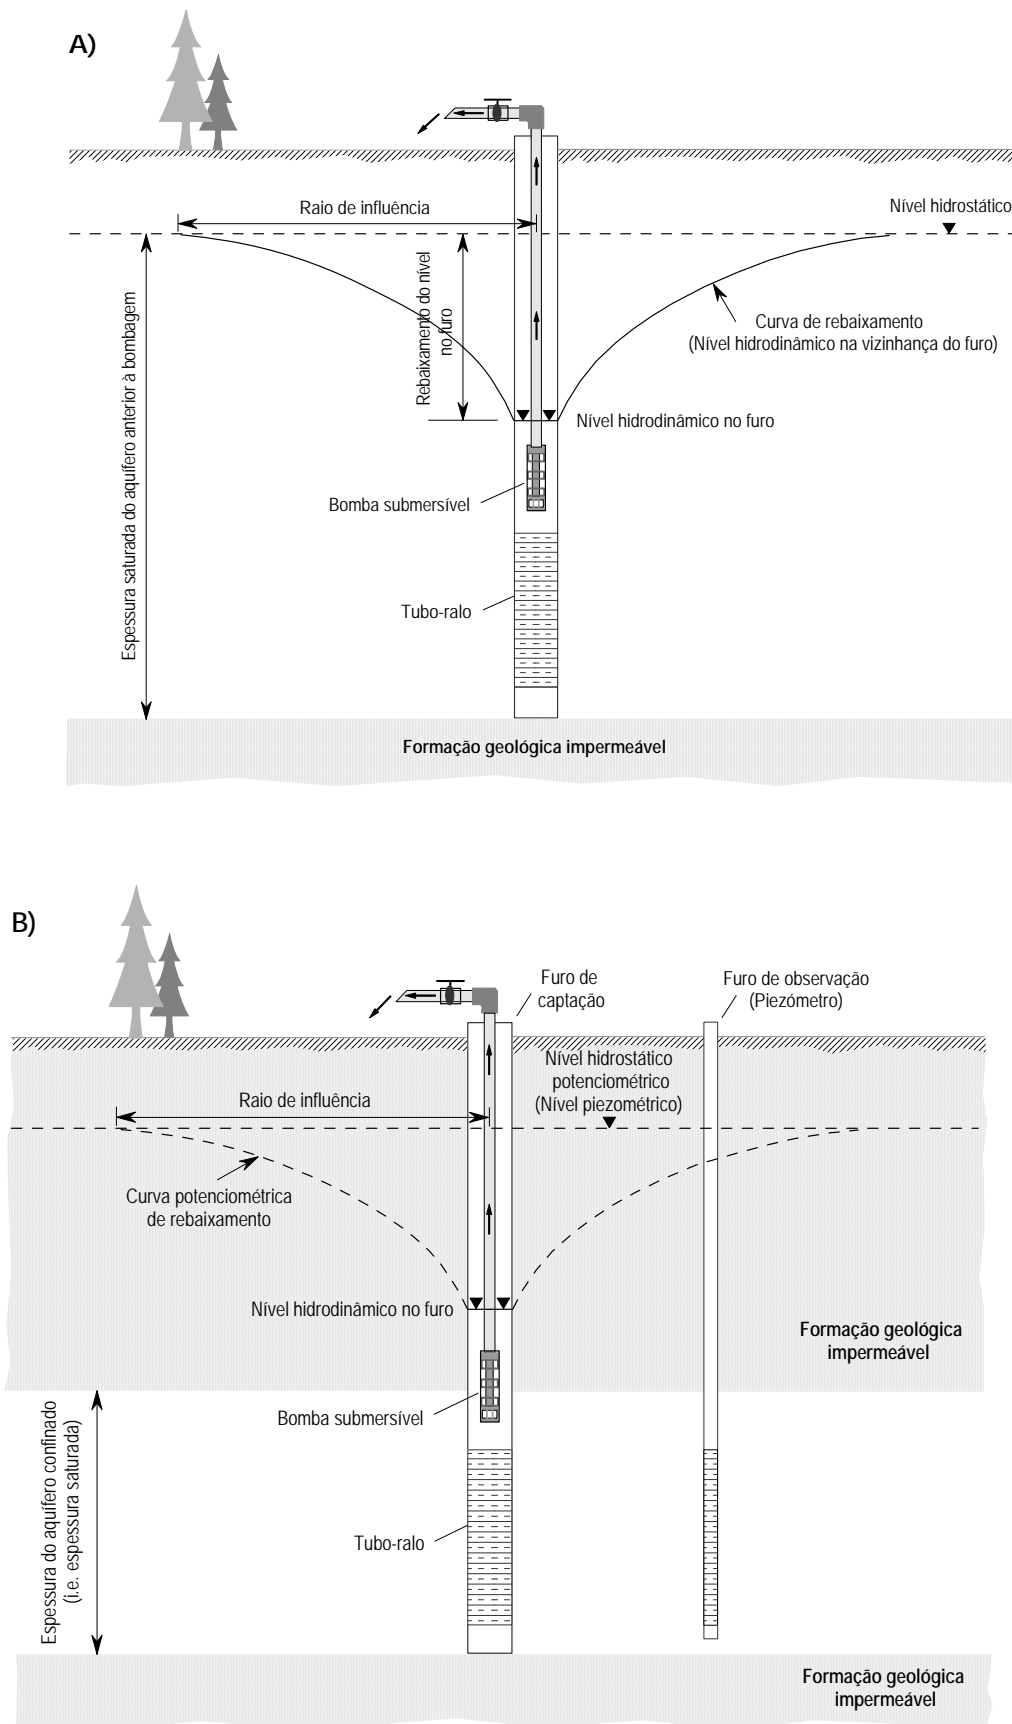 A)
Raio de influência
Nível hidrostático
Rebaixamento do nível
no furo
Curva de rebaixamento
(Nível hidrodinâmico na vizinhança do furo)
Espessura saturada do aquífero anterior à bombagem
Nível hidrodinâmico no furo
Bomba submersível
Tubo-ralo
Formação geológica impermeável
B)
Furo de
captação
Furo de observação
(Piezómetro)
Nível hidrostático
potenciométrico
(Nível piezométrico)
Raio de influência
Curva potenciométrica
de rebaixamento
Nível hidrodinâmico no furo
Formação geológica
impermeável
Bomba submersível
Espessura do aquífero confinado
(i.e. espessura saturada)
Tubo-ralo
Formação geológica
impermeável